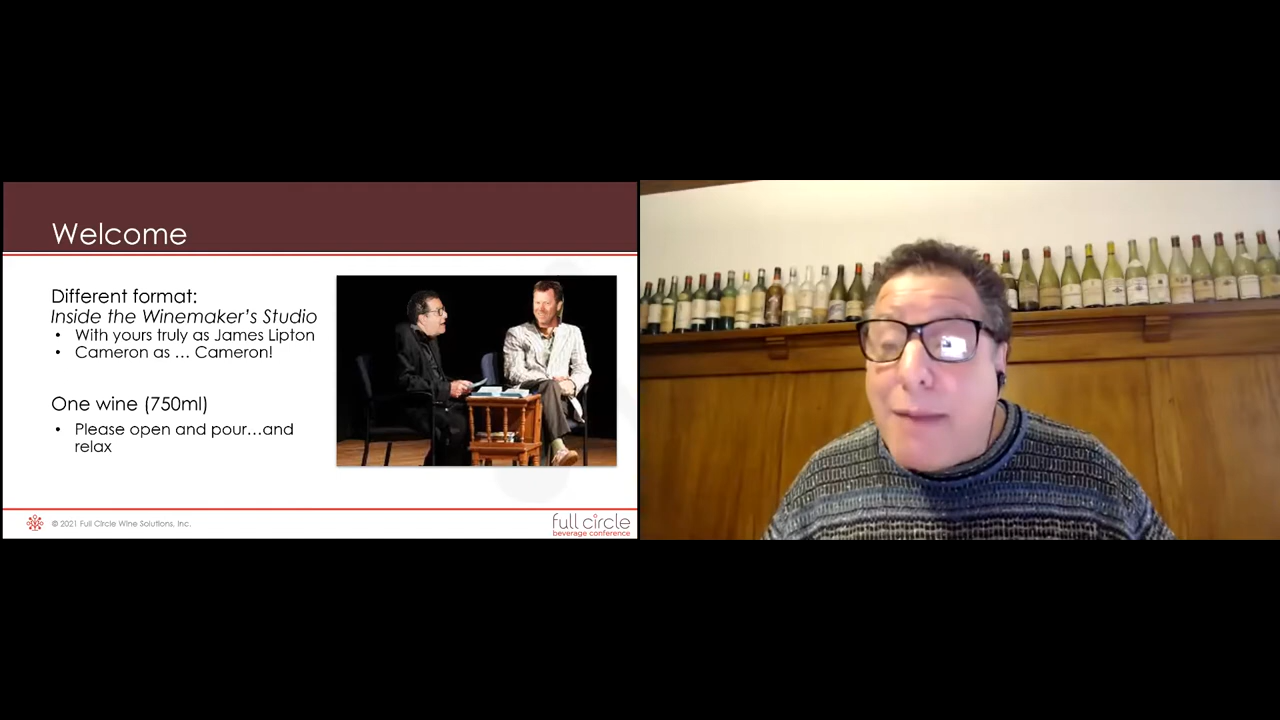 Welcome
Different format:
Inside the Winemaker's Studio
• With yours truly as James Lipton
• Cameron as … Cameron!
One wine (750ml)
• Please open and pour…and
relax
© 2021 Full Circle Wine Solutions, Inc.
full circle
beverage conference